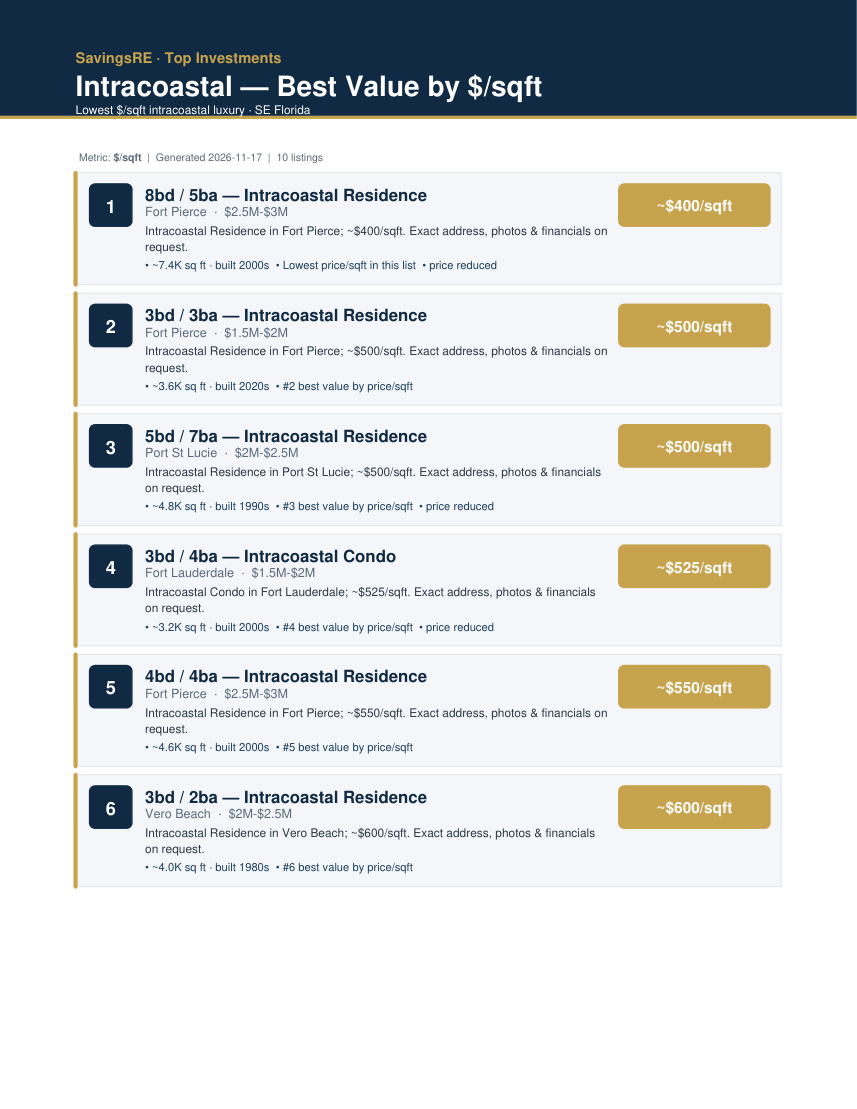 SavingsRE · Top Investments
Intracoastal — Best Value by $/sqft
Lowest $/sqft intracoastal luxury · SE Florida
Metric: $/sqft | Generated 2026-11-17 | 10 listings
1
8bd / 5ba — Intracoastal Residence
~$400/sqft
Fort Pierce · $2.5M-$3M
Intracoastal Residence in Fort Pierce; ~$400/sqft. Exact address, photos & financials on
request.
• ~7.4K sq ft · built 2000s • Lowest price/sqft in this list • price reduced
2
3bd / 3ba — Intracoastal Residence
~$500/sqft
Fort Pierce · $1.5M-$2M
Intracoastal Residence in Fort Pierce; ~$500/sqft. Exact address, photos & financials on
request.
• ~3.6K sq ft · built 2020s • #2 best value by price/sqft
3
5bd / 7ba — Intracoastal Residence
~$500/sqft
Port St Lucie · $2M-$2.5M
Intracoastal Residence in Port St Lucie; ~$500/sqft. Exact address, photos & financials
on request.
• ~4.8K sq ft · built 1990s • #3 best value by price/sqft • price reduced
4
3bd / 4ba — Intracoastal Condo
~$525/sqft
Fort Lauderdale · $1.5M-$2M
Intracoastal Condo in Fort Lauderdale; ~$525/sqft. Exact address, photos & financials
on request.
• ~3.2K sq ft · built 2000s • #4 best value by price/sqft • price reduced
5
4bd / 4ba — Intracoastal Residence
~$550/sqft
Fort Pierce · $2.5M-$3M
Intracoastal Residence in Fort Pierce; ~$550/sqft. Exact address, photos & financials on
request.
• ~4.6K sq ft · built 2000s • #5 best value by price/sqft
6
3bd / 2ba — Intracoastal Residence
~$600/sqft
Vero Beach · $2M-$2.5M
Intracoastal Residence in Vero Beach; ~$600/sqft. Exact address, photos & financials
on request.
• ~4.0K sq ft · built 1980s • #6 best value by price/sqft